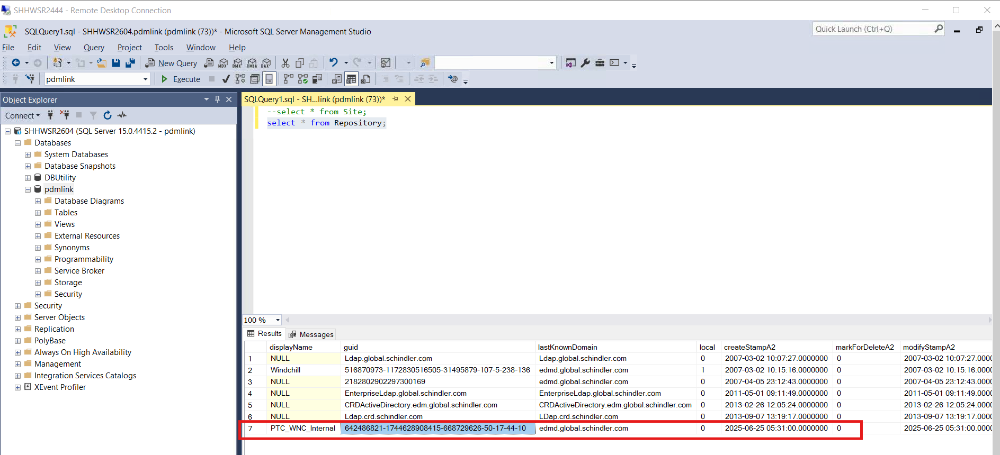 SHHWSR2444 - Remote Desktop Connection
SQLQuery1.sql - SHHWSR2604.pdmlink (pdmlink (73))* - Microsoft SQL Server Management Studio
Quick Launch (Ctrl+Q)
File Edit View Query Project Tools Window Help
New Query MDX DMX XMLA DAX
pdmlink Execute
Object Explorer
SQLQuery1.sql - SH...link (pdmlink (73))*
Connect
--select * from Site;
select * from Repository;
SHHWSR2604 (SQL Server 15.0.4415.2 - pdmlink)
Databases
System Databases
Database Snapshots
DBUtility
pdmlink
Database Diagrams
Tables
Views
External Resources
Synonyms
Programmability
Service Broker
Storage
Security
Security
Server Objects
Replication
PolyBase
Always On High Availability
Management
Integration Services Catalogs
XEvent Profiler
100 %
Results Messages
displayName guid lastKnownDomain local createStampA2 markForDeleteA2 modifyStampA2
1 NULL Ldap.global.schindler.com Ldap.global.schindler.com 0 2007-03-02 10:07:27.0000000 0 2007-03-02 10:07:27.0000
2 Windchill 516870973-1172830516505-31495879-107-5-238-136 edmd.global.schindler.com 1 2007-03-02 10:15:16.0000000 0 2007-03-02 10:15:16.0000
3 NULL 2182802902297300169 edmd.global.schindler.com 0 2007-04-05 23:12:43.0000000 0 2007-04-05 23:12:43.0000
4 NULL EnterpriseLdap.global.schindler.com EnterpriseLdap.global.schindler.com 0 2011-05-01 09:11:49.0000000 0 2011-05-01 09:11:49.0000
5 NULL CRDActiveDirectory.edm.global.schindler.com CRDActiveDirectory.edm.global.schindler.com 0 2013-02-26 12:05:24.0000000 0 2013-02-26 12:05:24.0000
6 NULL Ldap.crd.schindler.com LDap.crd.schindler.com 0 2013-09-07 13:19:17.0000000 0 2013-09-07 13:19:17.0000
7 PTC_WNC_Internal 642486821-1744628908415-668729626-50-17-44-10 edmd.global.schindler.com 0 2025-06-25 05:31:00.0000000 0 2025-06-25 05:31:00.0000